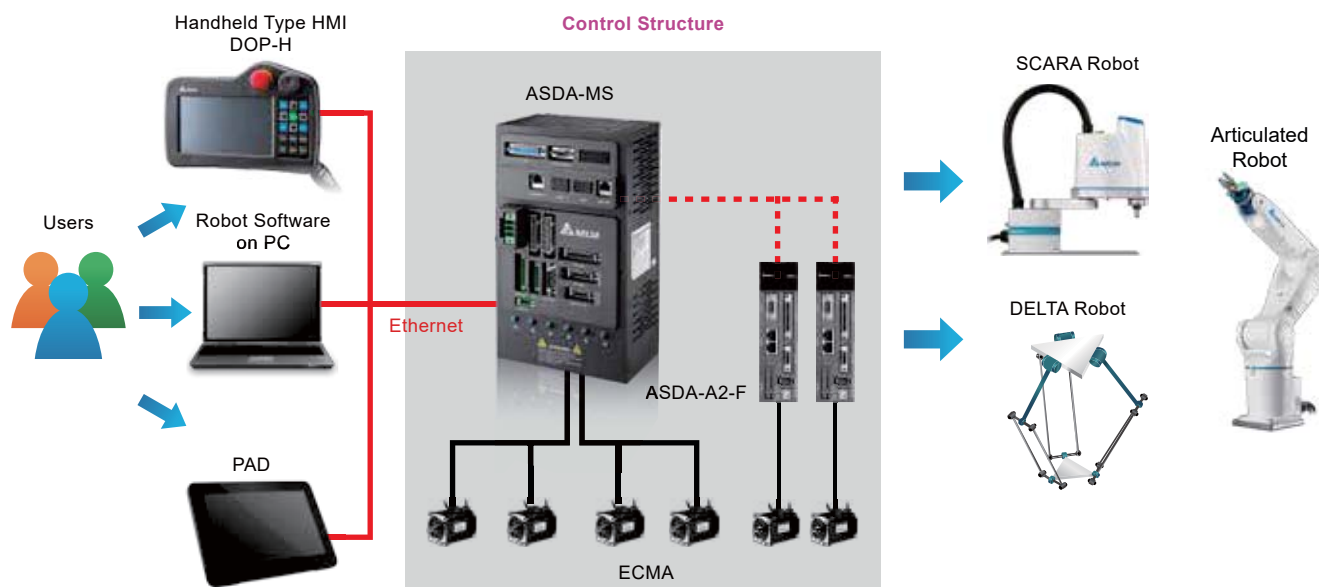 Control Structure
Handheld Type HMI
DOP-H
Users
Robot Software
on PC
PAD
Ethernet
ASDA-MS
ASDA-A2-F
ECMA
SCARA Robot
Articulated
Robot
DELTA Robot